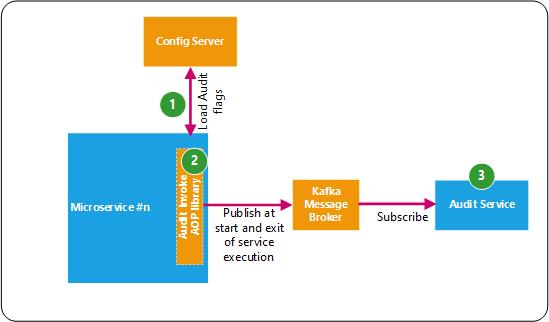 Config Server
1
Load Audit
flags
2
Microservice #n
Audit Invoke
AOP library
Publish at
start and exit
of service
execution
Kafka
Message
Broker
Subscribe
3
Audit Service